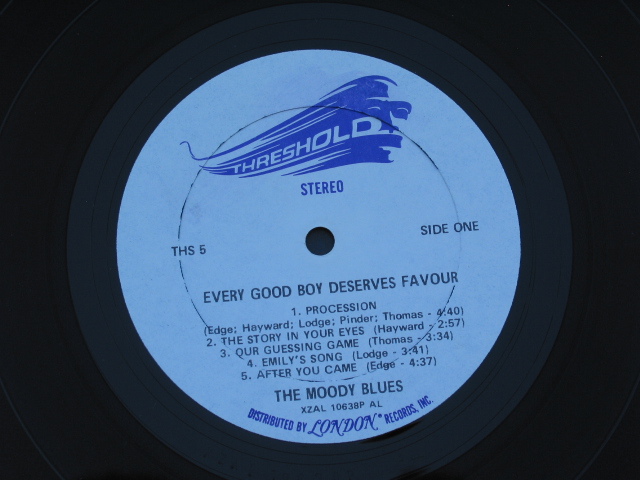 THRESHOLD
STEREO
THS 5
SIDE ONE
EVERY GOOD BOY DESERVES FAVOUR
1. PROCESSION
(Edge; Hayward; Lodge; Pinder; Thomas - 4:40)
2. THE STORY IN YOUR EYES (Hayward - 2:57)
3. OUR GUESSING GAME (Thomas - 3:34)
4. EMILY'S SONG (Lodge - 3:41)
5. AFTER YOU CAME (Edge - 4:37)
THE MOODY BLUES
XZAL 10638P AL
DISTRIBUTED BY LONDON® RECORDS, INC.